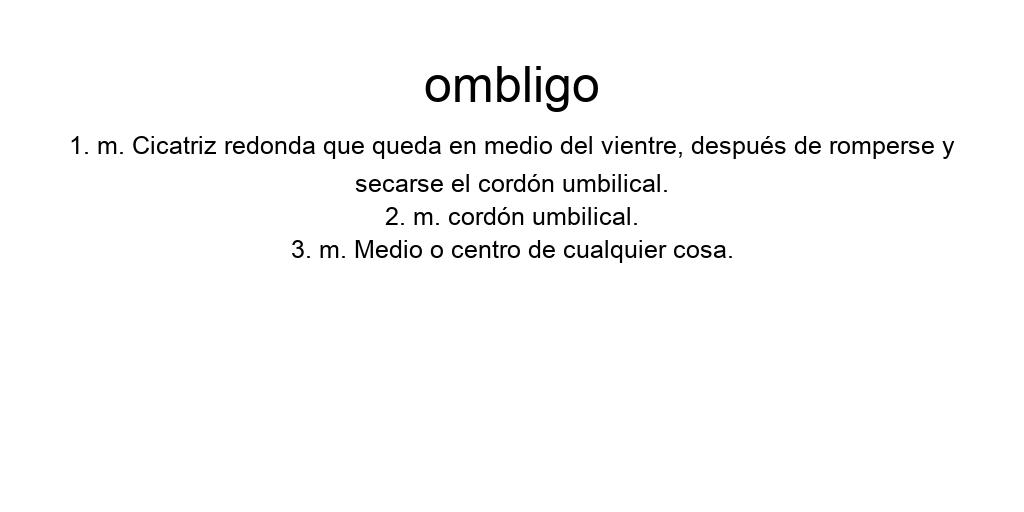 ombligo
1. m. Cicatriz redonda que queda en medio del vientre, después de romperse y
secarse el cordón umbilical.
2. m. cordón umbilical.
3. m. Medio o centro de cualquier cosa.